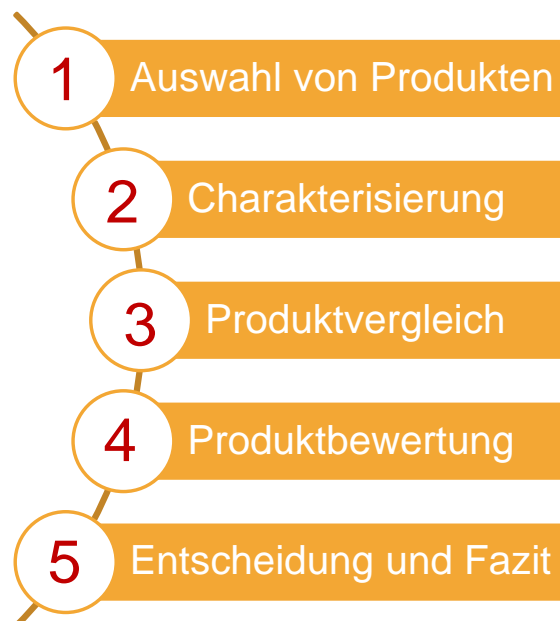 1 Auswahl von Produkten
2 Charakterisierung
3 Produktvergleich
4 Produktbewertung
5 Entscheidung und Fazit